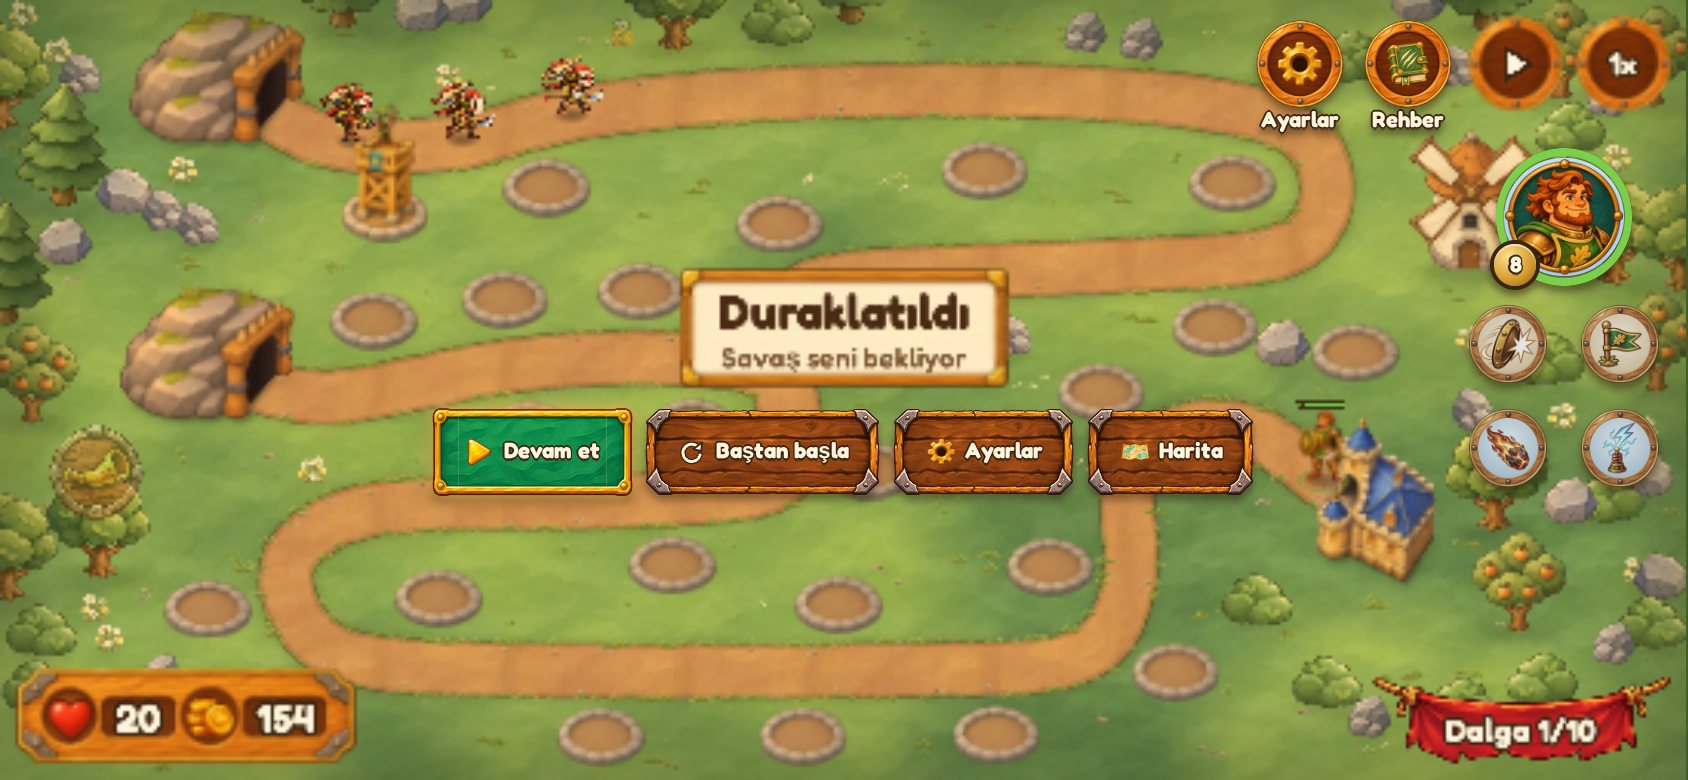 1x
Ayarlar
Rehber
8
Duraklatıldı
Savaş seni bekliyor
Devam et
Baştan başla
Ayarlar
Harita
20
154
Dalga 1/10